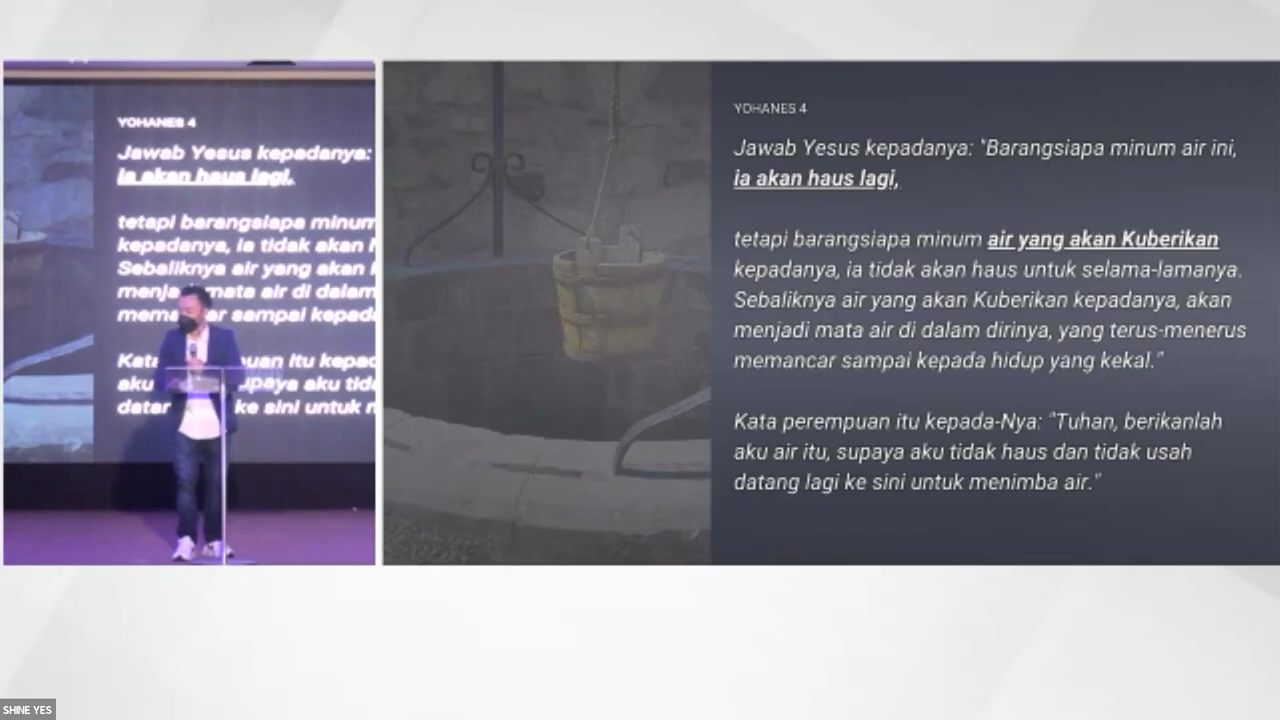 YOHANES 4
Jawab Yesus kepadanya:
ia akan haus lagi,
tetapi barangsiapa minum
kepadanya, ia tidak akan
Sebaliknya air yang akan
mata air di dalam
sampai kepada
Kata itu
aku supaya aku
ke sini untuk
YOHANES 4
Jawab Yesus kepadanya: "Barangsiapa minum air ini,
ia akan haus lagi,
tetapi barangsiapa minum air yang akan Kuberikan
kepadanya, ia tidak akan haus untuk selama-lamanya.
Sebaliknya air yang akan Kuberikan kepadanya, akan
menjadi mata air di dalam dirinya, yang terus-menerus
memancar sampai kepada hidup yang kekal."
Kata perempuan itu kepada-Nya: "Tuhan, berikanlah
aku air itu, supaya aku tidak haus dan tidak usah
datang lagi ke sini untuk menimba air."
SHINE YES